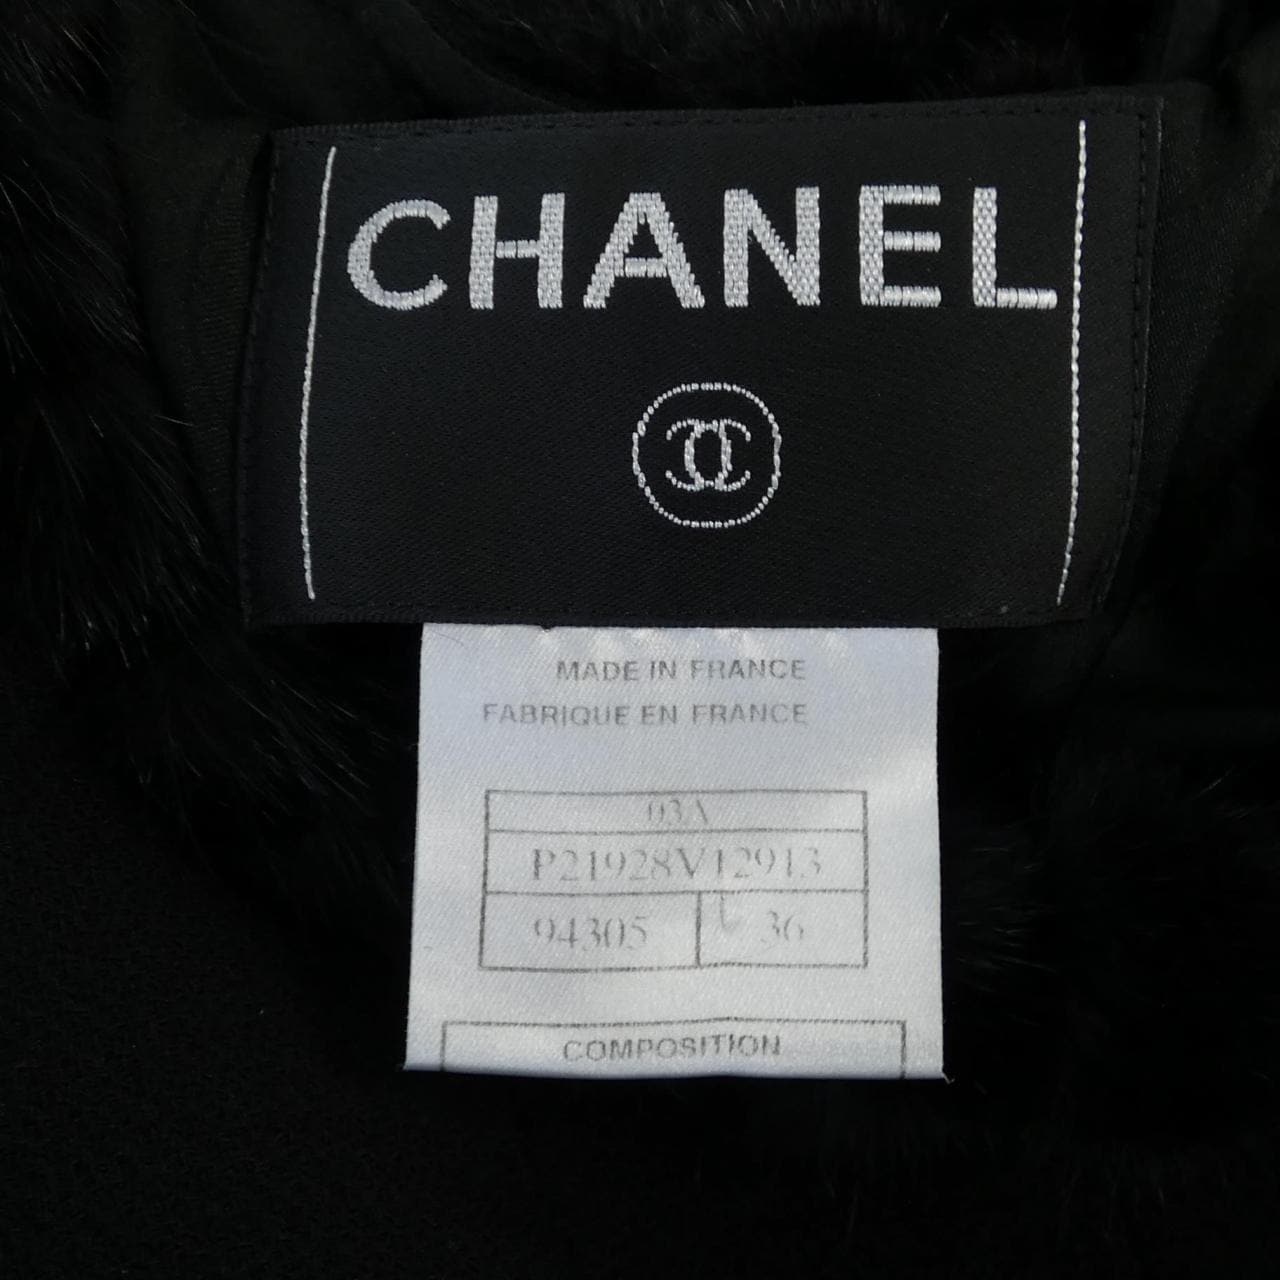 CHANEL
MADE IN FRANCE
FABRIQUE EN FRANCE
03A
P21928V12913
94305 36
COMPOSITION